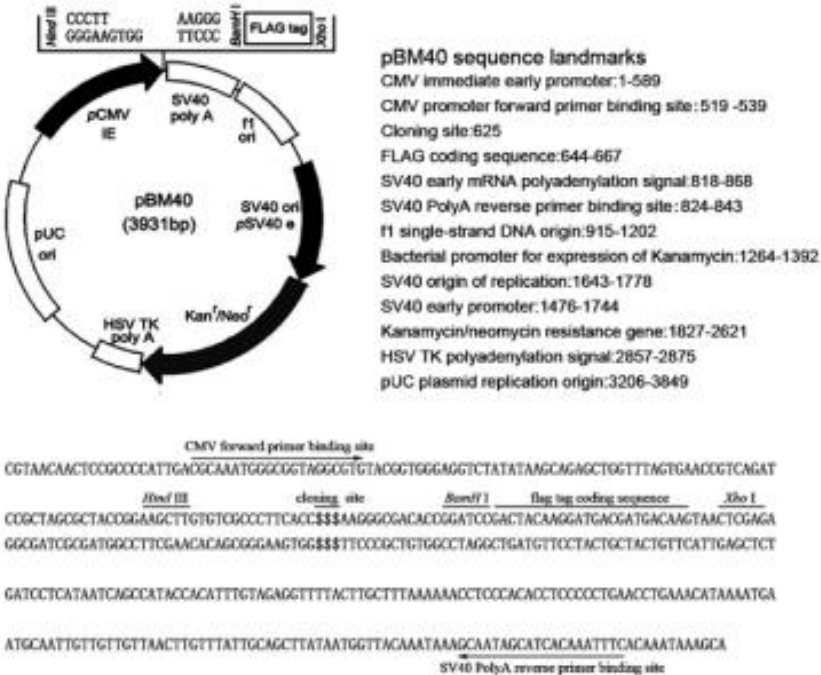 Hind III
CCCTT
GGGAAGTGG
AAGGG
TTCCC
BamH I
FLAG tag
Xho I
pCMV
IE
SV40
poly A
f1
ori
pBM40
(3931bp)
SV40 ori
pSV40 e
pUC
ori
HSV TK
poly A
Kanʳ/Neoʳ
pBM40 sequence landmarks
CMV immediate early promoter:1-589
CMV promoter forward primer binding site:519 -539
Cloning site:625
FLAG coding sequence:644-667
SV40 early mRNA polyadenylation signal:818-868
SV40 PolyA reverse primer binding site:824-843
f1 single-strand DNA origin:915-1202
Bacterial promoter for expression of Kanamycin:1264-1392
SV40 origin of replication:1643-1778
SV40 early promoter:1476-1744
Kanamycin/neomycin resistance gene:1827-2621
HSV TK polyadenylation signal:2857-2875
pUC plasmid replication origin:3206-3849
CMV forward primer binding site
CGTAACAACTCCGCCCCATTGACGCAAATGGGCGGTAGGCGTGTACGGTGGGAGGTCTATATAAGCAGAGCTGGTTTAGTGAACCGTCAGAT
Hind III cloning site BamH I flag tag coding sequence Xho I
CCGCTAGCGCTACCGGAAGCTTGTGTCGCCCTTCACC$$$AAGGGCGACACCGGATCCGACTACAAGGATGACGATGACAAGTAACTCGAGA
GGCGATCGCGATGGCCTTCGAACACAGCGGGAAGTGG$$$TTCCCGCTGTGGCCTAGGCTGATGTTCCTACTGCTACTGTTCATTGAGCTCT
GATCCTCATAATCAGCCATACCACATTTGTAGAGGTTTTACTTGCTTTAAAAAACCTCCCACACCTCCCCCTGAACCTGAAACATAAAATGA
ATGCAATTGTTGTTGTTAACTTGTTTATTGCAGCTTATAATGGTTACAAATAAAGCAATAGCATCACAAATTTCACAAATAAAGCA
SV40 PolyA reverse primer binding site